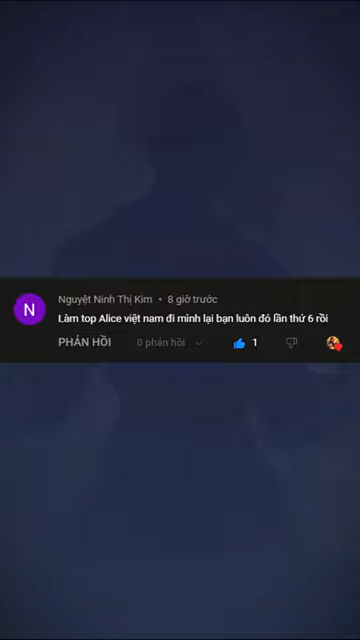 Nguyệt Ninh Thị Kim • 8 giờ trước
Làm top Alice việt nam đi mình lại bạn luôn đó lần thứ 6 rồi
PHẢN HỒI 0 phản hồi 1
N